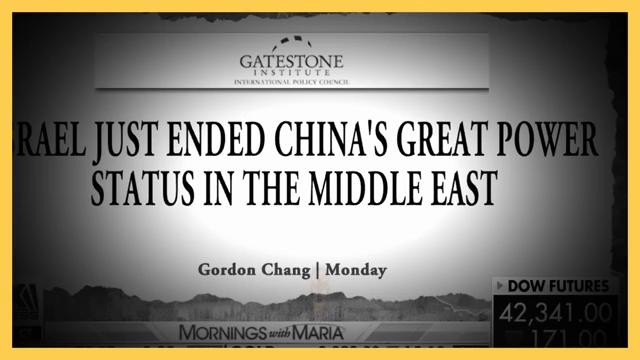 GATESTONE
INSTITUTE
INTERNATIONAL POLICY COUNCIL
RAEL JUST ENDED CHINA'S GREAT POWER
STATUS IN THE MIDDLE EAST
Gordon Chang | Monday
DOW FUTURES
42,341.00
171.00
MORNINGS with MARIA